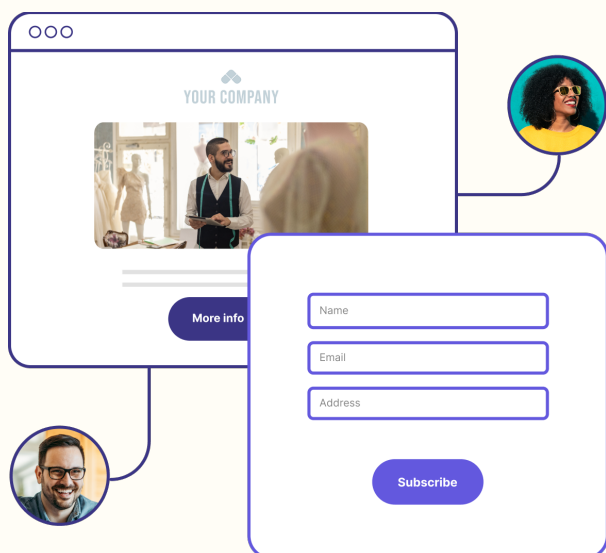 YOUR COMPANY
More info
Name
Email
Address
Subscribe